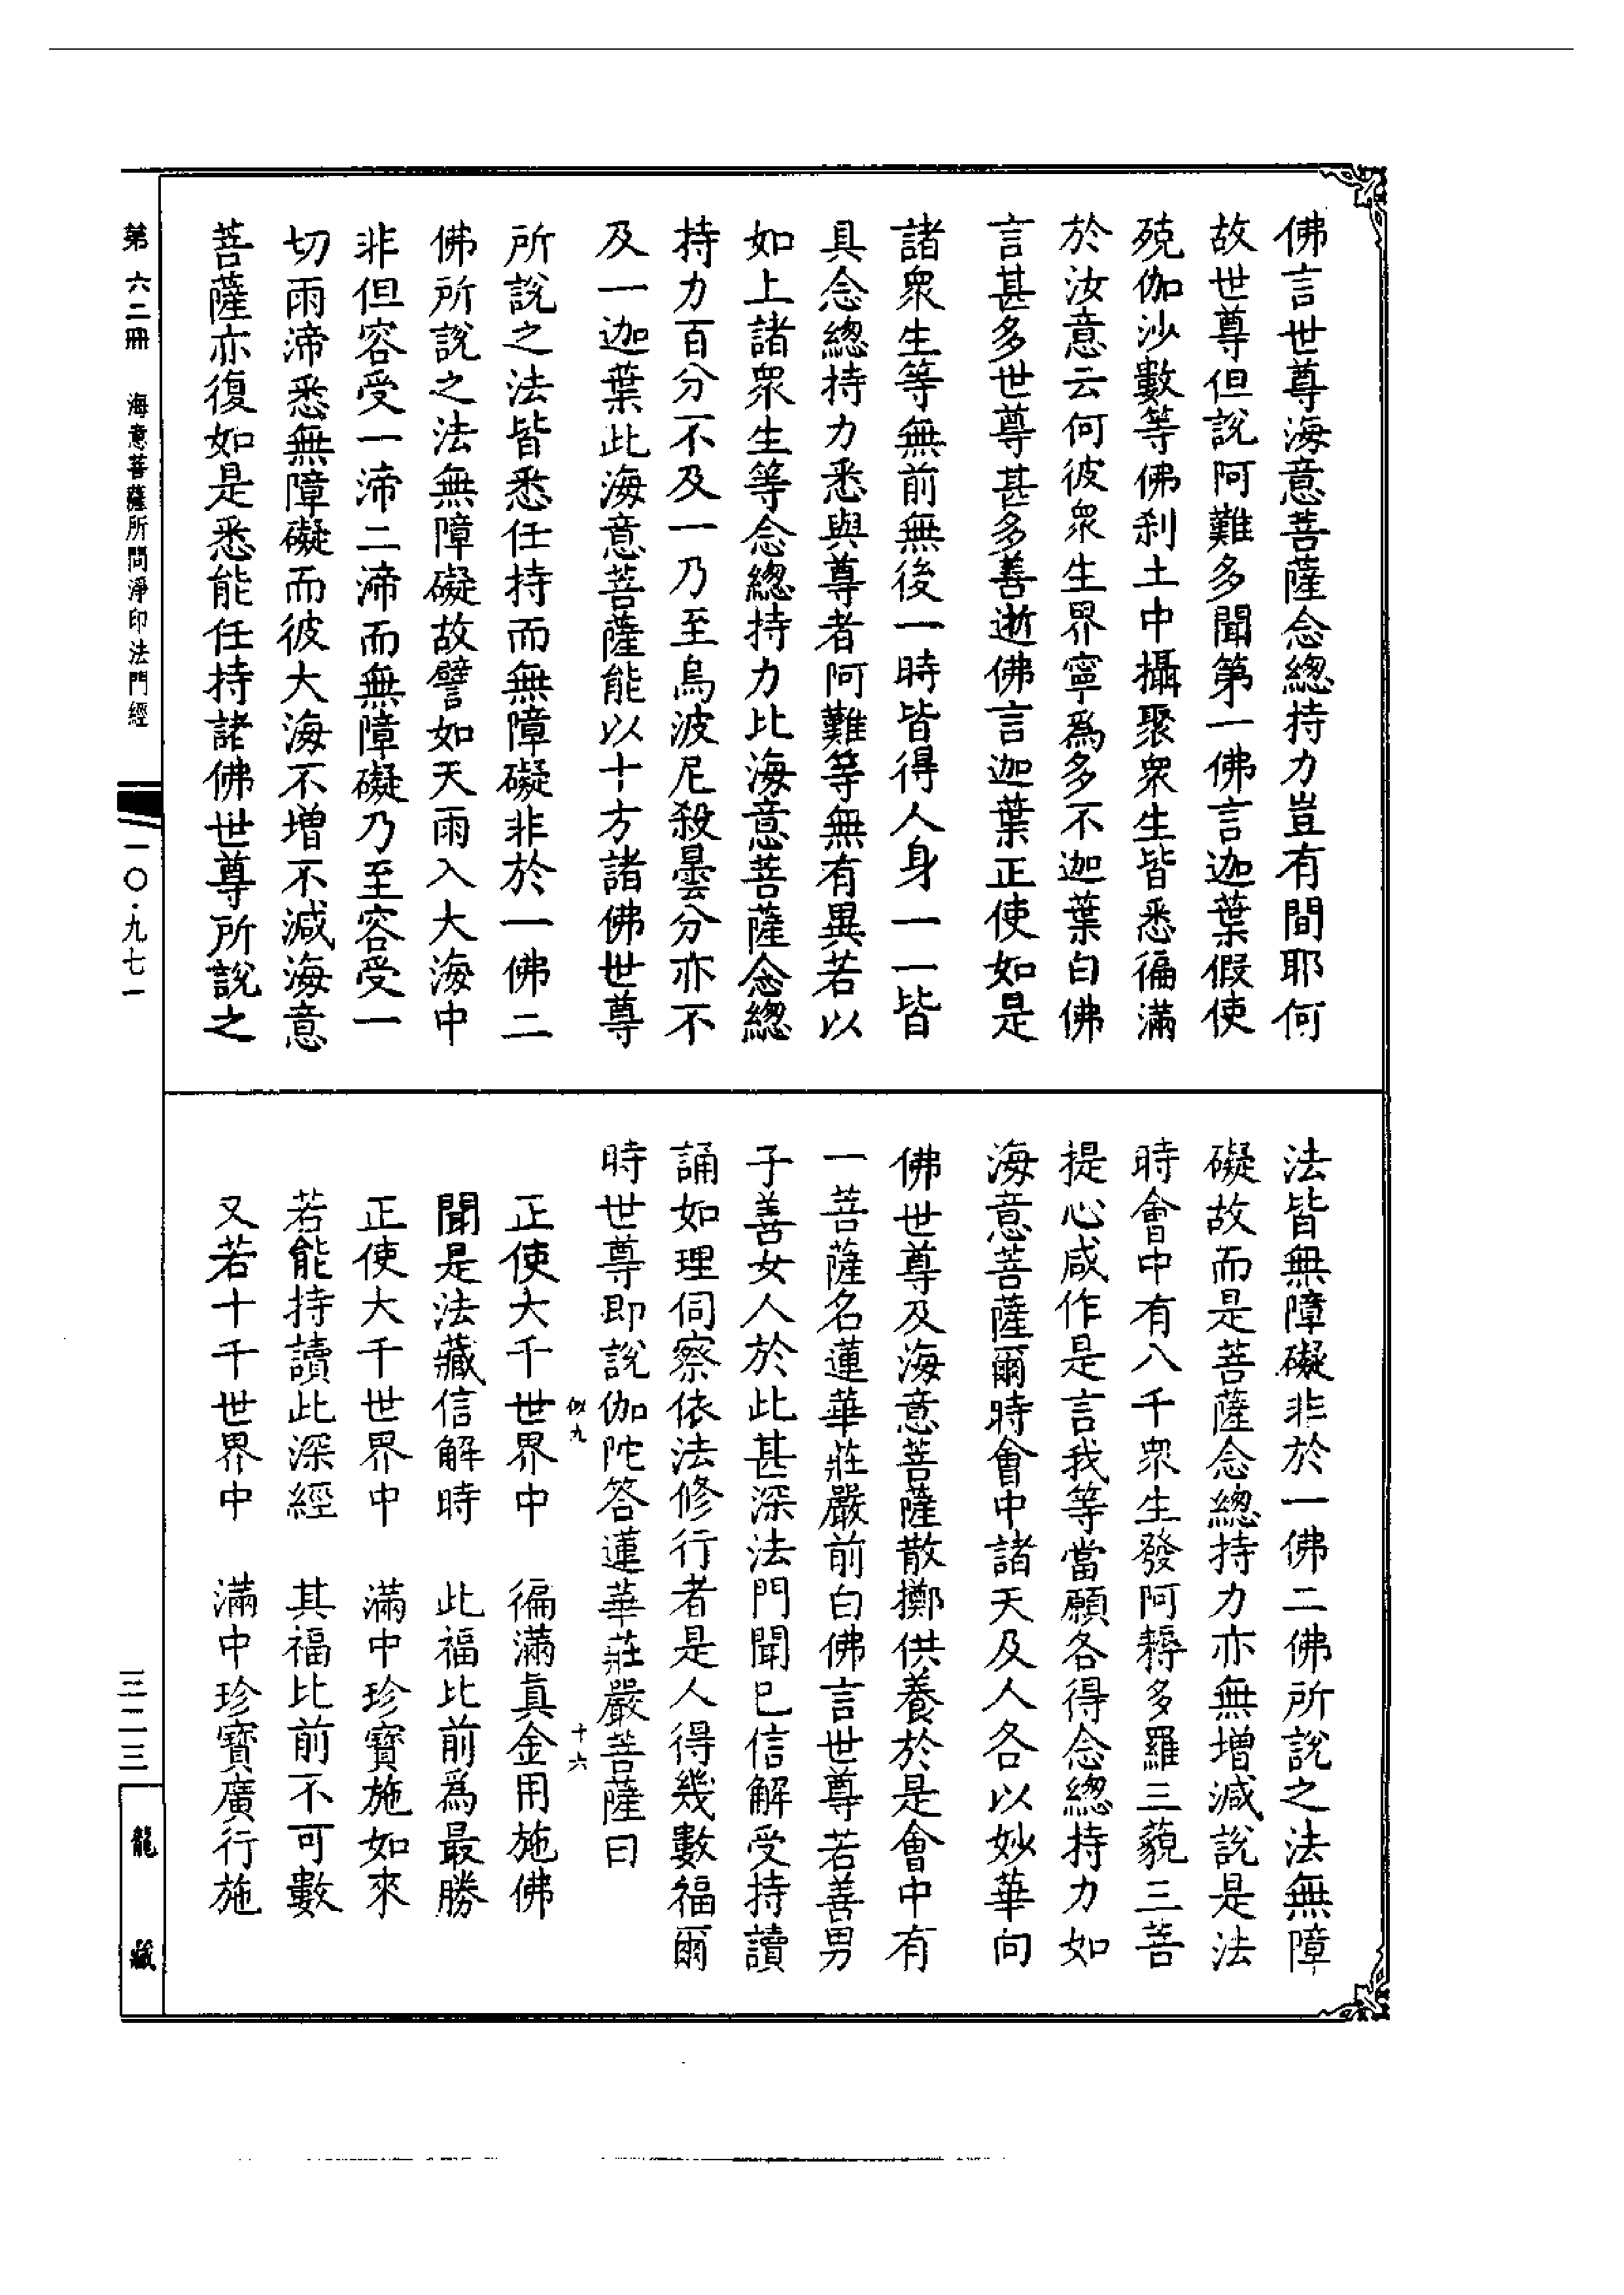 佛言世尊海意菩薩念總持力豈有間耶何
故世尊但說阿難多聞第一佛言迦葉假使
殑伽沙數等佛刹土中攝聚衆生皆悉徧滿
於汝意云何彼衆生界寧爲多不迦葉白佛
言甚多世尊甚多善逝佛言迦葉正使如是
諸衆生等無前無後一時皆得人身一一皆
具念總持力悉與尊者阿難等無有異若以
如上諸衆生等念總持力比海意菩薩念總
持力百分不及一乃至烏波尼殺曇分亦不
及一迦葉此海意菩薩能以十方諸佛世尊
所說之法皆悉任持而無障礙非於一佛二
佛所說之法無障礙故譬如天雨入大海中
非但容受一渧二渧而無障礙乃至容受一
切雨渧悉無障礙而彼大海不增不減海意
菩薩亦復如是悉能任持諸佛世尊所說之
法皆無障礙非於一佛二佛所說之法無障
礙故而是菩薩念總持力亦無增減說是法
時會中有八千衆生發阿耨多羅三藐三菩
提心咸作是言我等當願各得念總持力如
海意菩薩爾時會中諸天及人各以妙華向
佛世尊及海意菩薩散擲供養於是會中有
一菩薩名蓮華莊嚴前白佛言世尊若善男
子善女人於此甚深法門聞已信解受持讀
誦如理伺察依法修行者是人得幾數福爾
時世尊即說伽陀答蓮華莊嚴菩薩曰
似九 十六
正使大千世界中 徧滿眞金用施佛
聞是法藏信解時 此福比前爲最勝
正使大千世界中 滿中珍寶施如來
若能持讀此深經 其福比前不可數
又若十千世界中 滿中珍寶廣行施
第六二冊 海意菩薩所問淨印法門經
一〇·九七一
三二三
龍藏